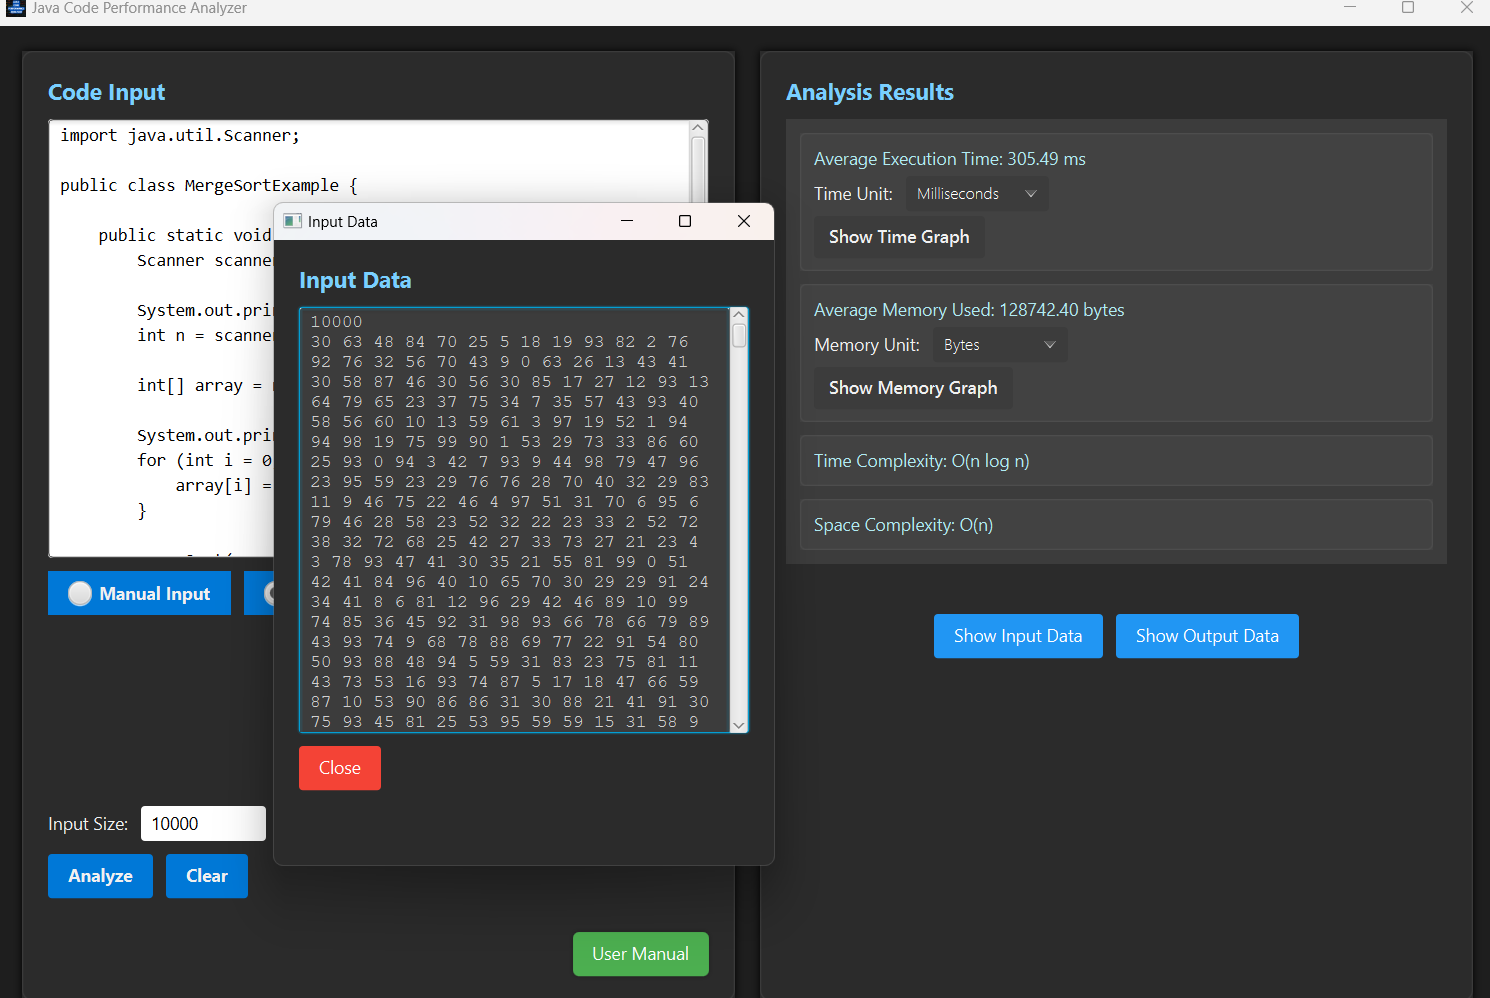 Java Code Performance Analyzer
Code Input
import java.util.Scanner;
public class MergeSortExample {
public static void
Scanner
System.out.
int n =
int[] array =
System.out.
for (int i = 0
array[i] =
}
Manual Input
Input Size: 10000
Analyze Clear
User Manual
Input Data
Input Data
10000
30 63 48 84 70 25 5 18 19 93 82 2 76
92 76 32 56 70 43 9 0 63 26 13 43 41
30 58 87 46 30 56 30 85 17 27 12 93 13
64 79 65 23 37 75 34 7 35 57 43 93 40
58 56 60 10 13 59 61 3 97 19 52 1 94
94 98 19 75 99 90 1 53 29 73 33 86 60
25 93 0 94 3 42 7 93 9 44 98 79 47 96
23 95 59 23 29 76 76 28 70 40 32 29 83
11 9 46 75 22 46 4 97 51 31 70 6 95 6
79 46 28 58 23 52 32 22 23 33 2 52 72
38 32 72 68 25 42 27 33 73 27 21 23 4
3 78 93 47 41 30 35 21 55 81 99 0 51
42 41 84 96 40 10 65 70 30 29 29 91 24
34 41 8 6 81 12 96 29 42 46 89 10 99
74 85 36 45 92 31 98 93 66 78 66 79 89
43 93 74 9 68 78 88 69 77 22 91 54 80
50 93 88 48 94 5 59 31 83 23 75 81 11
43 73 53 16 93 74 87 5 17 18 47 66 59
87 10 53 90 86 86 31 30 88 21 41 91 30
75 93 45 81 25 53 95 59 59 15 31 58 9
Close
Analysis Results
Average Execution Time: 305.49 ms
Time Unit: Milliseconds
Show Time Graph
Average Memory Used: 128742.40 bytes
Memory Unit: Bytes
Show Memory Graph
Time Complexity: O(n log n)
Space Complexity: O(n)
Show Input Data Show Output Data